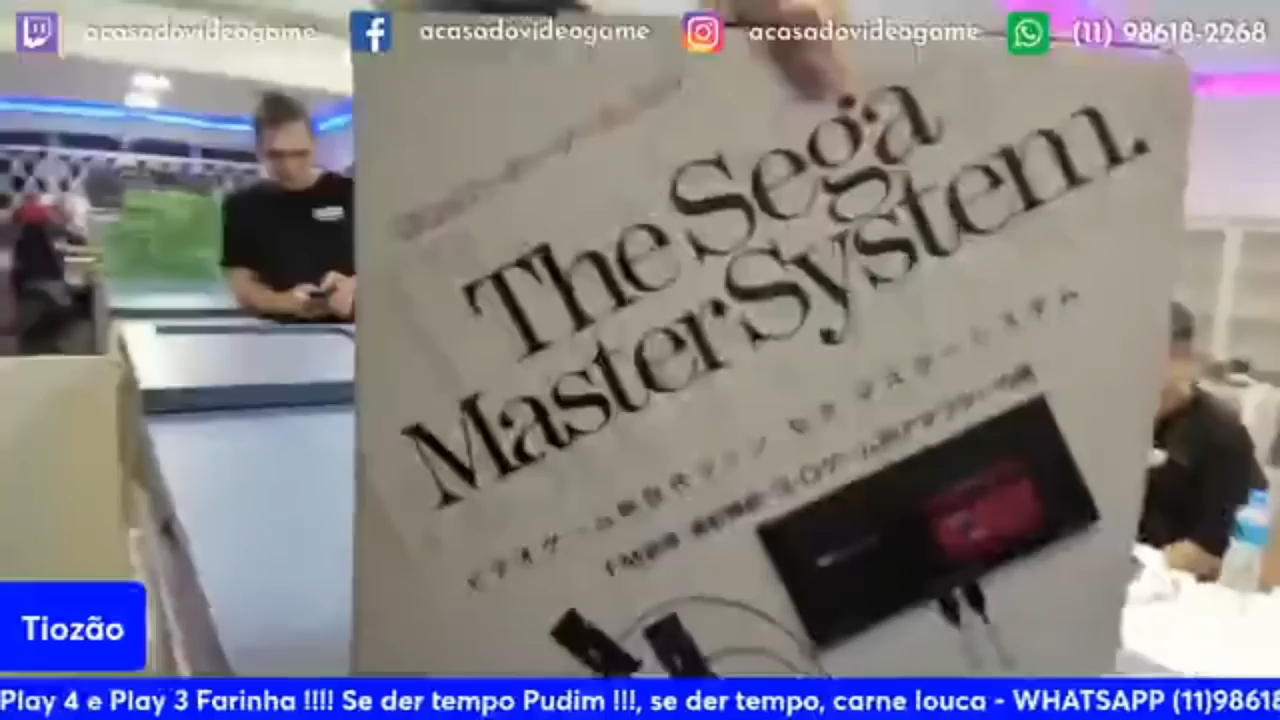 acasadovideogame
acasadovideogame
acasadovideogame
(11) 98618-2268
The Sega
Master System.
Tiozão
Play 4 e Play 3 Farinha !!!! Se der tempo Pudim !!!, se der tempo, carne louca - WHATSAPP (11)98618